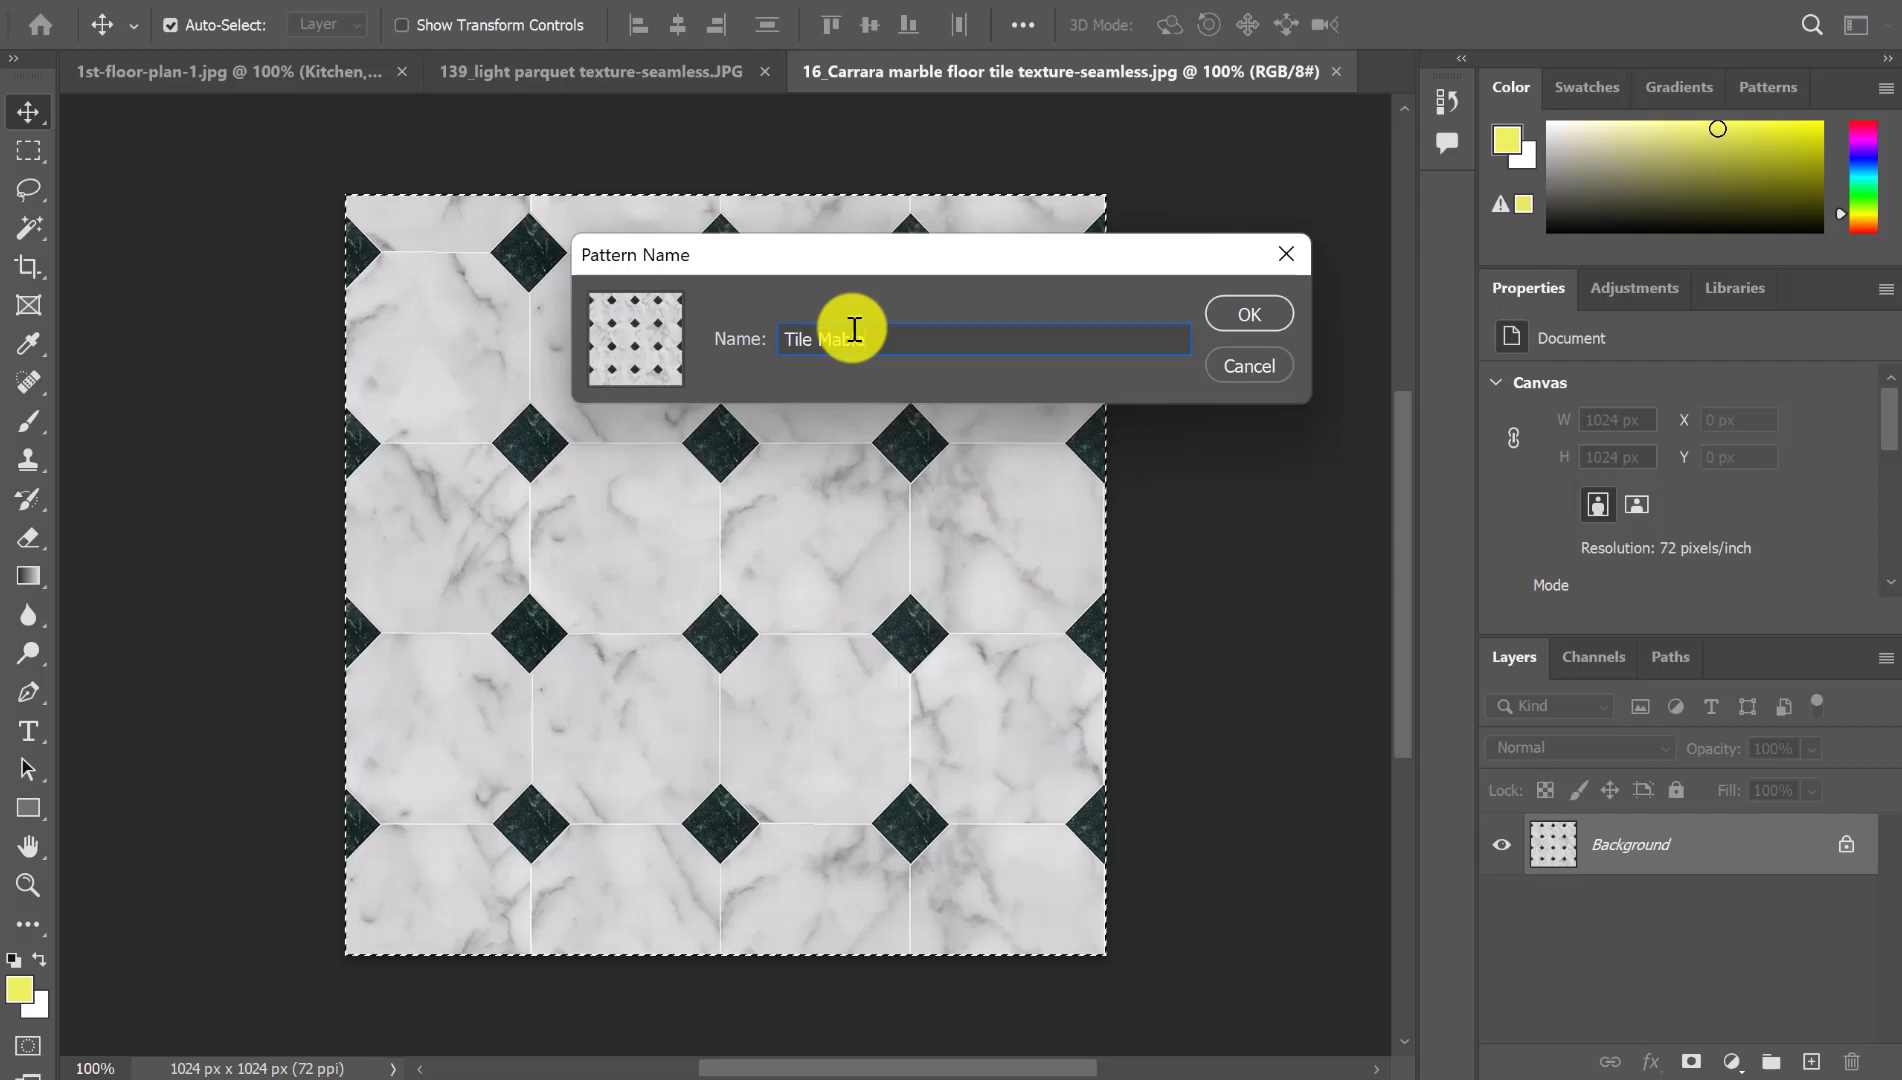 Auto-Select:
Layer
Show Transform Controls
3D Mode:
1st-floor-plan-1.jpg @ 100% (Kitchen,...
139_light parquet texture-seamless.JPG
16_Carrara marble floor tile texture-seamless.jpg @ 100% (RGB/8#)
Color
Swatches
Gradients
Patterns
Pattern Name
Name:
Tile Mable
OK
Cancel
Properties
Adjustments
Libraries
Document
Canvas
W 1024 px X 0 px
H 1024 px Y 0 px
Resolution: 72 pixels/inch
Mode
Layers
Channels
Paths
Kind
Normal
Opacity: 100%
Lock:
Fill: 100%
Background
100%
1024 px x 1024 px (72 ppi)